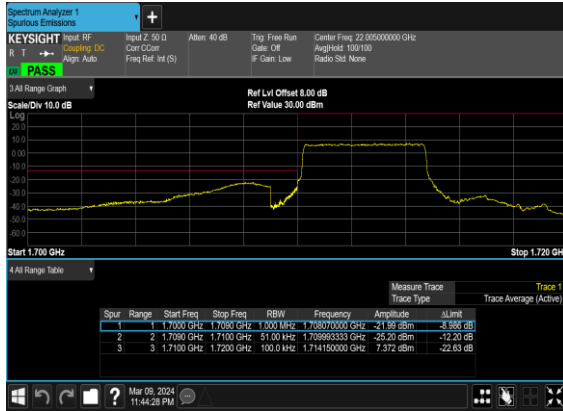 Spectrum Analyzer 1
Spurious Emissions
KEYSIGHT Input: RF Input Z: 50 Ω Atten: 40 dB Trig: Free Run Center Freq: 22.005000000 GHz
R T Coupling: DC Corr CCorr Gate: Off Avg|Hold: 100/100
Align: Auto Freq Ref: Int (S) IF Gain: Low Radio Std: None
PASS
3 All Range Graph
Ref Lvl Offset 8.00 dB
Scale/Div 10.0 dB Ref Value 30.00 dBm
Log
20.0
10.0
0.00
-10.0
-20.0
-30.0
-40.0
-50.0
-60.0
Start 1.700 GHz Stop 1.720 GH
4 All Range Table
Measure Trace Trace 1
Trace Type Trace Average (Active)
Spur Range Start Freq Stop Freq RBW Frequency Amplitude ΔLimit
1 1 1.7000 GHz 1.7090 GHz 1.000 MHz 1.708070000 GHz -21.99 dBm -8.986 dB
2 2 1.7090 GHz 1.7100 GHz 51.00 kHz 1.709993333 GHz -25.20 dBm -12.20 dB
3 3 1.7100 GHz 1.7200 GHz 100.0 kHz 1.714150000 GHz 7.372 dBm -22.63 dB
Mar 09, 2024
11:44:28 PM